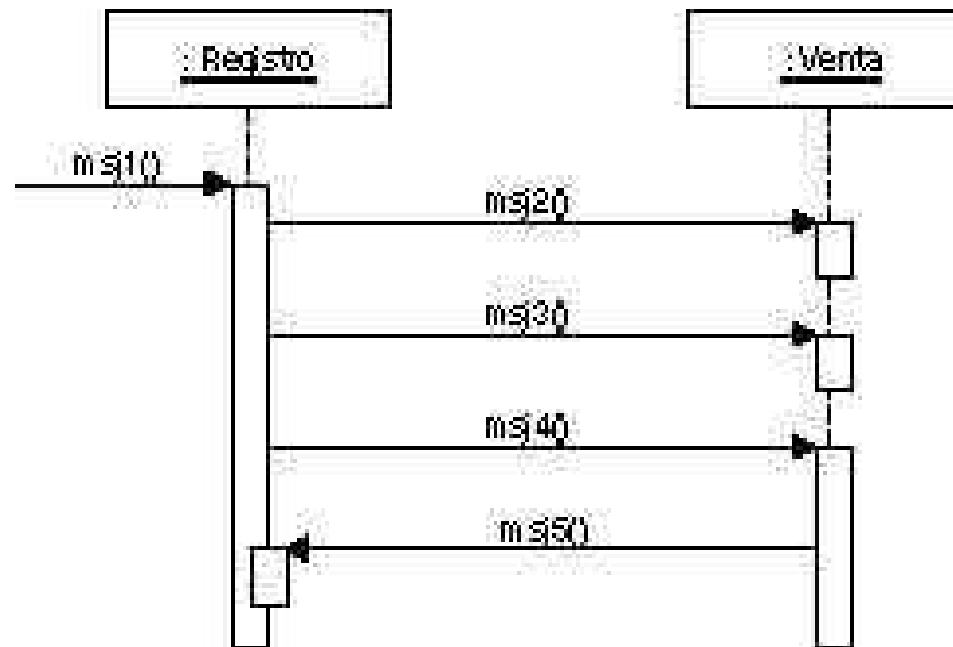 : Registro
:Venta
msj1()
msj2()
msj3()
msj4()
msj5()